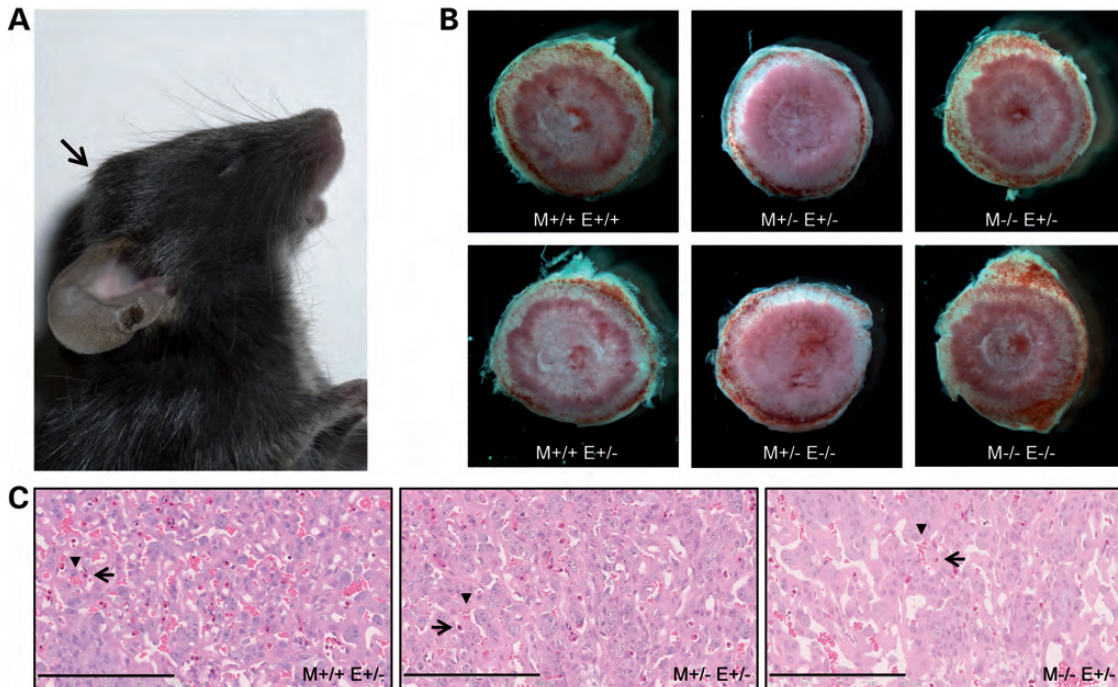 A
B
M+/+ E+/+
M+/- E+/-
M-/- E+/-
M+/+ E+/-
M+/- E-/-
M-/- E-/-
C
M+/+ E+/-
M+/- E+/-
M-/- E+/-